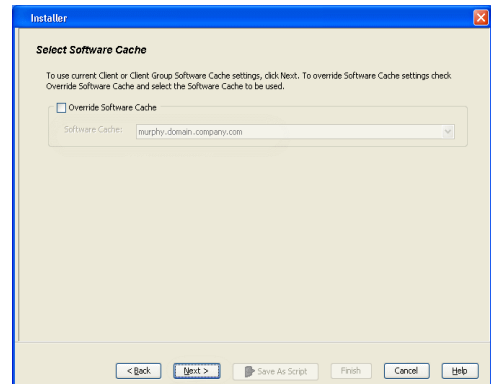 Installer
Select Software Cache
To use current Client or Client Group Software Cache settings, click Next. To override Software Cache settings check
Override Software Cache and select the Software Cache to be used.
Override Software Cache
Software Cache: murphy.domain.company.com
< Back Next > Save As Script Finish Cancel Help